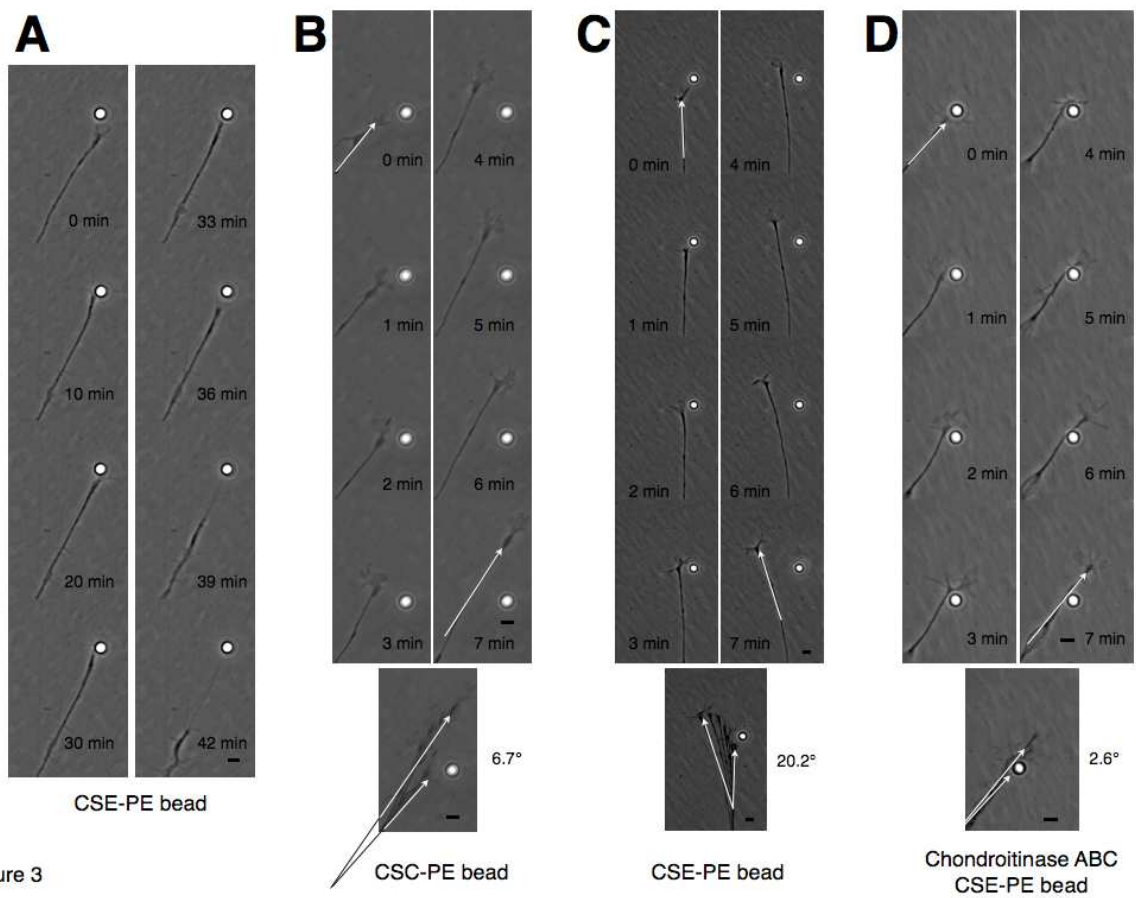 A
B
C
D
0 min
33 min
10 min
36 min
20 min
39 min
30 min
42 min
CSE-PE bead
0 min
4 min
1 min
5 min
2 min
6 min
3 min
7 min
6.7°
CSC-PE bead
0 min
4 min
1 min
5 min
2 min
6 min
3 min
7 min
20.2°
CSE-PE bead
0 min
4 min
1 min
5 min
2 min
6 min
3 min
7 min
2.6°
Chondroitinase ABC
CSE-PE bead
ure 3